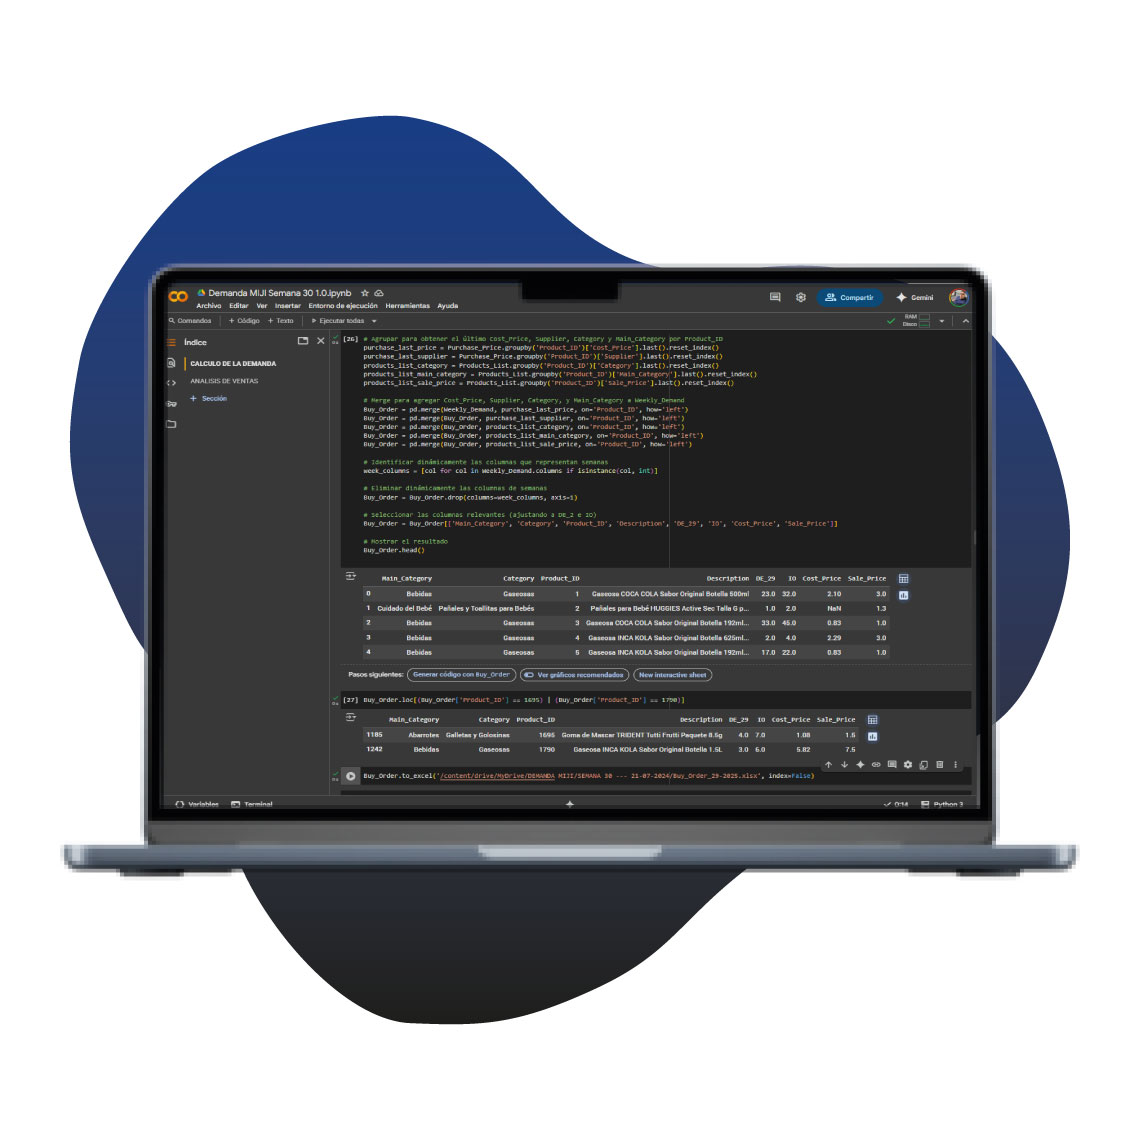 Demanda MIJI Semana 30 1.0.ipynb
Archivo Editar Ver Insertar Entorno de ejecución Herramientas Ayuda
Compartir
Gemini
Comandos + Código + Texto Ejecutar todas
RAM
Disco
Índice
CALCULO DE LA DEMANDA
ANALISIS DE VENTAS
+ Sección
[26] # Agrupar para obtener el último Cost_Price, Supplier, Category y Main_Category por Product_ID
purchase_last_price = Purchase_Price.groupby('Product_ID')['Cost_Price'].last().reset_index()
purchase_last_supplier = Purchase_Price.groupby('Product_ID')['Supplier'].last().reset_index()
products_list_category = Products_List.groupby('Product_ID')['Category'].last().reset_index()
products_list_main_category = Products_List.groupby('Product_ID')['Main_Category'].last().reset_index()
products_list_sale_price = Products_List.groupby('Product_ID')['Sale_Price'].last().reset_index()
# Merge para agregar Cost_Price, Supplier, Category, y Main_Category a Weekly_Demand
Buy_Order = pd.merge(Weekly_Demand, purchase_last_price, on='Product_ID', how='left')
Buy_Order = pd.merge(Buy_Order, purchase_last_supplier, on='Product_ID', how='left')
Buy_Order = pd.merge(Buy_Order, products_list_category, on='Product_ID', how='left')
Buy_Order = pd.merge(Buy_Order, products_list_main_category, on='Product_ID', how='left')
Buy_Order = pd.merge(Buy_Order, products_list_sale_price, on='Product_ID', how='left')
# Identificar dinámicamente las columnas que representan semanas
week_columns = [col for col in Weekly_Demand.columns if isinstance(col, int)]
# Eliminar dinámicamente las columnas de semanas
Buy_Order = Buy_Order.drop(columns=week_columns, axis=1)
# Seleccionar las columnas relevantes (ajustando a DE_2 e IO)
Buy_Order = Buy_Order[['Main_Category', 'Category', 'Product_ID', 'Description', 'DE_29', 'IO', 'Cost_Price', 'Sale_Price']]
# Mostrar el resultado
Buy_Order.head()
Main_Category Category Product_ID Description DE_29 IO Cost_Price Sale_Price
0 Bebidas Gaseosas 1 Gaseosa COCA COLA Sabor Original Botella 500ml 23.0 32.0 2.10 3.0
1 Cuidado del Bebé Pañales y Toallitas para Bebés 2 Pañales para Bebé HUGGIES Active Sec Talla G p... 1.0 2.0 NaN 1.3
2 Bebidas Gaseosas 3 Gaseosa COCA COLA Sabor Original Botella 192ml... 33.0 45.0 0.83 1.0
3 Bebidas Gaseosas 4 Gaseosa INCA KOLA Sabor Original Botella 625ml... 2.0 4.0 2.29 3.0
4 Bebidas Gaseosas 5 Gaseosa INCA KOLA Sabor Original Botella 192ml... 17.0 22.0 0.83 1.0
Pasos siguientes: Generar código con Buy_Order Ver gráficos recomendados New interactive sheet
[27] Buy_Order.loc[(Buy_Order['Product_ID'] == 1695) | (Buy_Order['Product_ID'] == 1790)]
Main_Category Category Product_ID Description DE_29 IO Cost_Price Sale_Price
1185 Abarrotes Galletas y Golosinas 1695 Goma de Mascar TRIDENT Tutti Frutti Paquete 8.5g 4.0 7.0 1.08 1.5
1242 Bebidas Gaseosas 1790 Gaseosa INCA KOLA Sabor Original Botella 1.5L 3.0 6.0 5.82 7.5
Buy_Order.to_excel('/content/drive/MyDrive/DEMANDA MIJI/SEMANA 30 --- 21-07-2024/Buy_Order_29-2025.xlsx', index=False)
Variables Terminal 0:14 Python 3